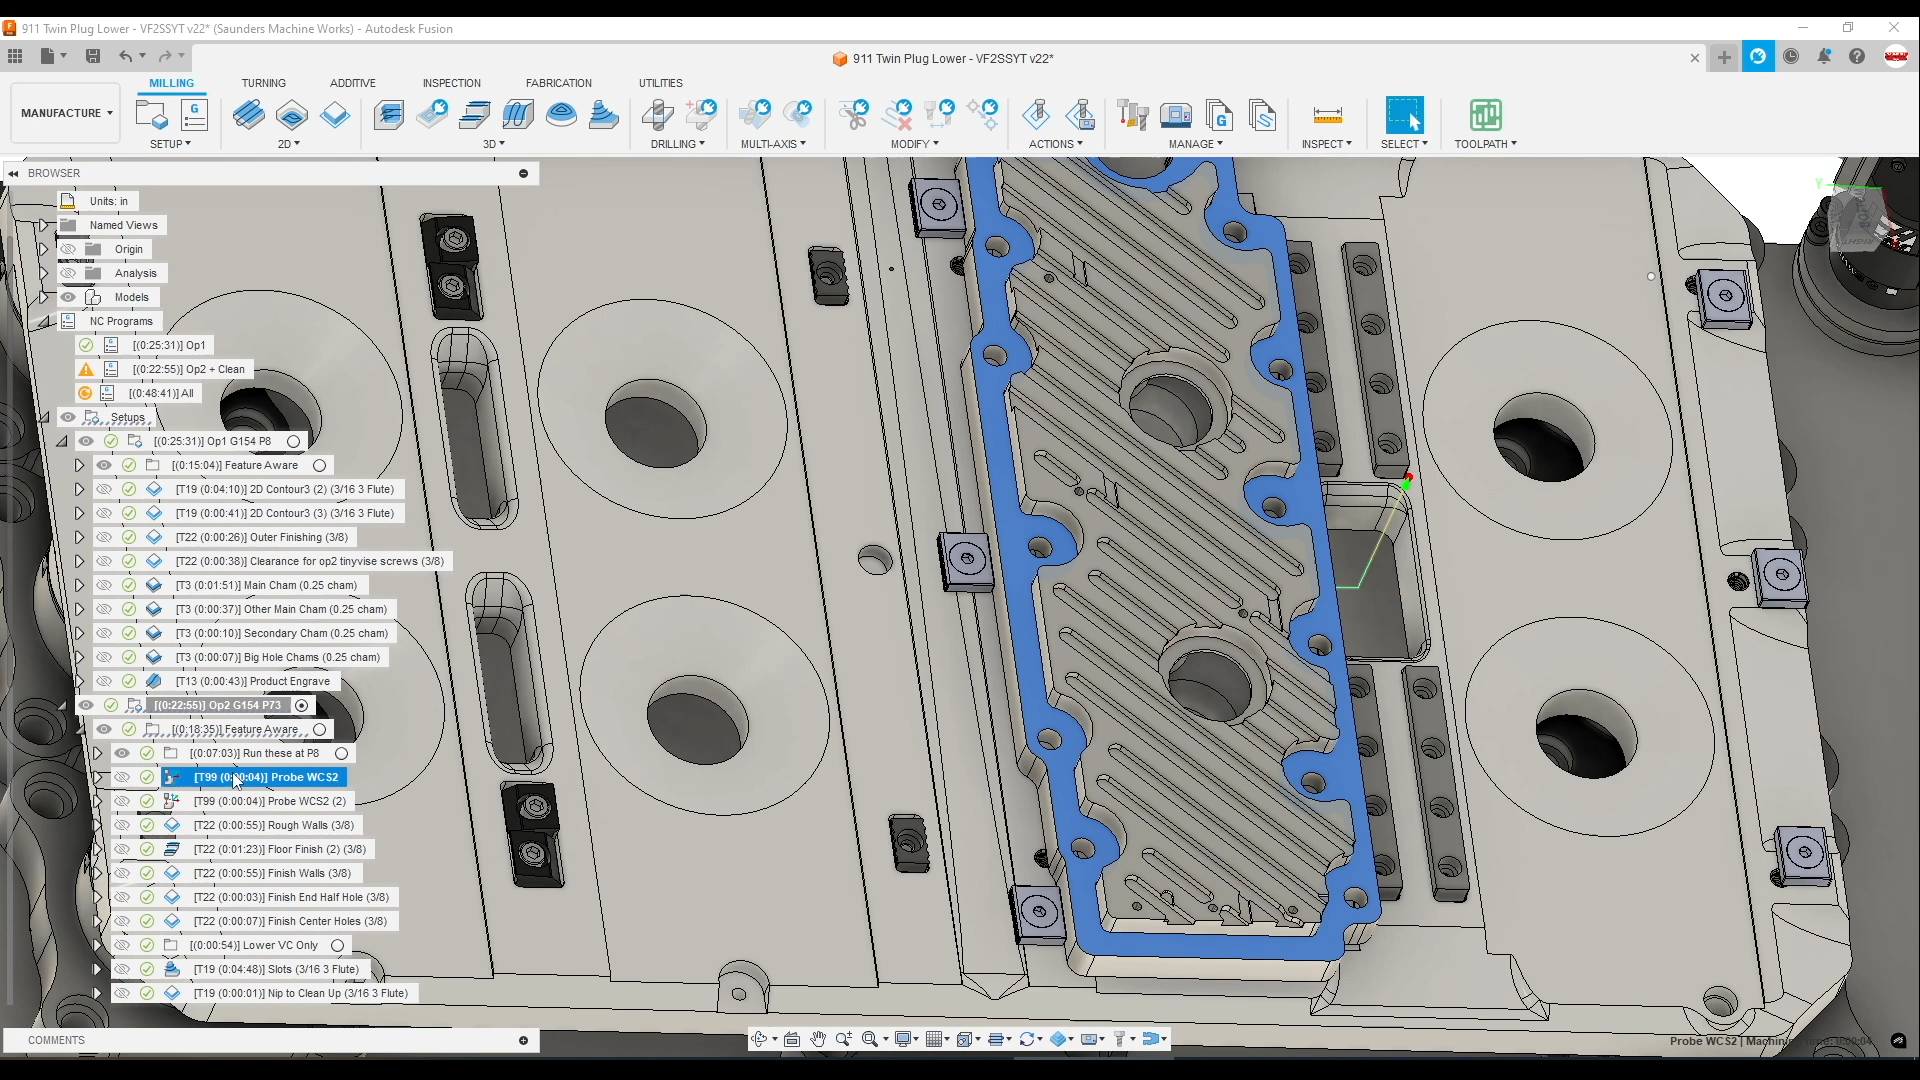 911 Twin Plug Lower - VF2SSYT v22* (Saunders Machine Works) - Autodesk Fusion
911 Twin Plug Lower - VF2SSYT v22*
MILLING
TURNING
ADDITIVE
INSPECTION
FABRICATION
UTILITIES
MANUFACTURE
SETUP
2D
3D
DRILLING
MULTI-AXIS
MODIFY
ACTIONS
MANAGE
INSPECT
SELECT
TOOLPATH
BROWSER
Units: in
Named Views
Origin
Analysis
Models
NC Programs
[(0:25:31)] Op1
[(0:22:55)] Op2 + Clean
[(0:48:41)] All
Setups
[(0:25:31)] Op1 G154 P8
[(0:15:04)] Feature Aware
[T19 (0:04:10)] 2D Contour3 (2) (3/16 3 Flute)
[T19 (0:00:41)] 2D Contour3 (3) (3/16 3 Flute)
[T22 (0:00:26)] Outer Finishing (3/8)
[T22 (0:00:38)] Clearance for op2 tinyvise screws (3/8)
[T3 (0:01:51)] Main Cham (0.25 cham)
[T3 (0:00:37)] Other Main Cham (0.25 cham)
[T3 (0:00:10)] Secondary Cham (0.25 cham)
[T3 (0:00:07)] Big Hole Chams (0.25 cham)
[T13 (0:00:43)] Product Engrave
[(0:22:55)] Op2 G154 P73
[(0:18:35)] Feature Aware
[(0:07:03)] Run these at P8
[T99 (0:00:04)] Probe WCS2
[T99 (0:00:04)] Probe WCS2 (2)
[T22 (0:00:55)] Rough Walls (3/8)
[T22 (0:01:23)] Floor Finish (2) (3/8)
[T22 (0:00:55)] Finish Walls (3/8)
[T22 (0:00:03)] Finish End Half Hole (3/8)
[T22 (0:00:07)] Finish Center Holes (3/8)
[(0:00:54)] Lower VC Only
[T19 (0:04:48)] Slots (3/16 3 Flute)
[T19 (0:00:01)] Nip to Clean Up (3/16 3 Flute)
COMMENTS
Probe WCS2 | Machining Time: 0:00:04